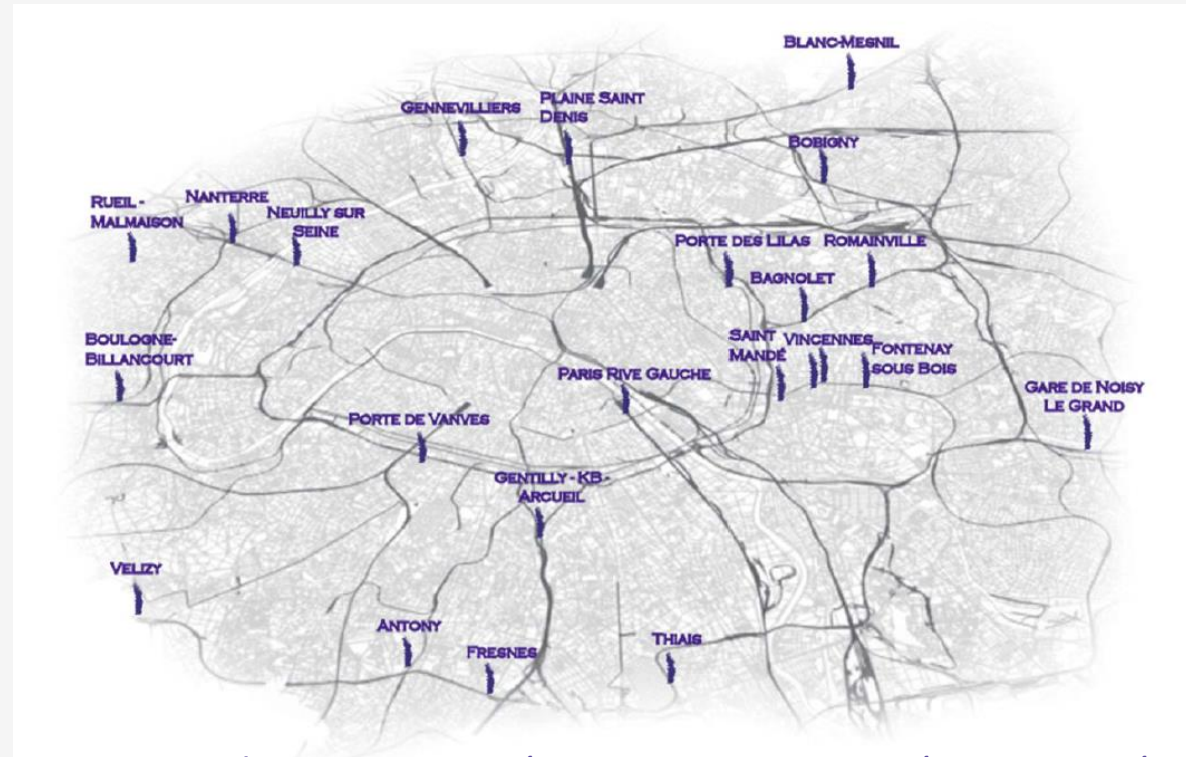 BLANC-MESNIL
GENNEVILLIERS
PLAINE SAINT
DENIS
BOBIGNY
RUEIL -
MALMAISON
NANTERRE
NEUILLY SUR
SEINE
PORTE DES LILAS
ROMAINVILLE
BAGNOLET
BOULOGNE-
BILLANCOURT
SAINT
MANDÉ
VINCENNES
FONTENAY
SOUS BOIS
PARIS RIVE GAUCHE
GARE DE NOISY
LE GRAND
PORTE DE VANVES
GENTILLY - KB -
ARCUEIL
VELIZY
ANTONY
FRESNES
THIAIS